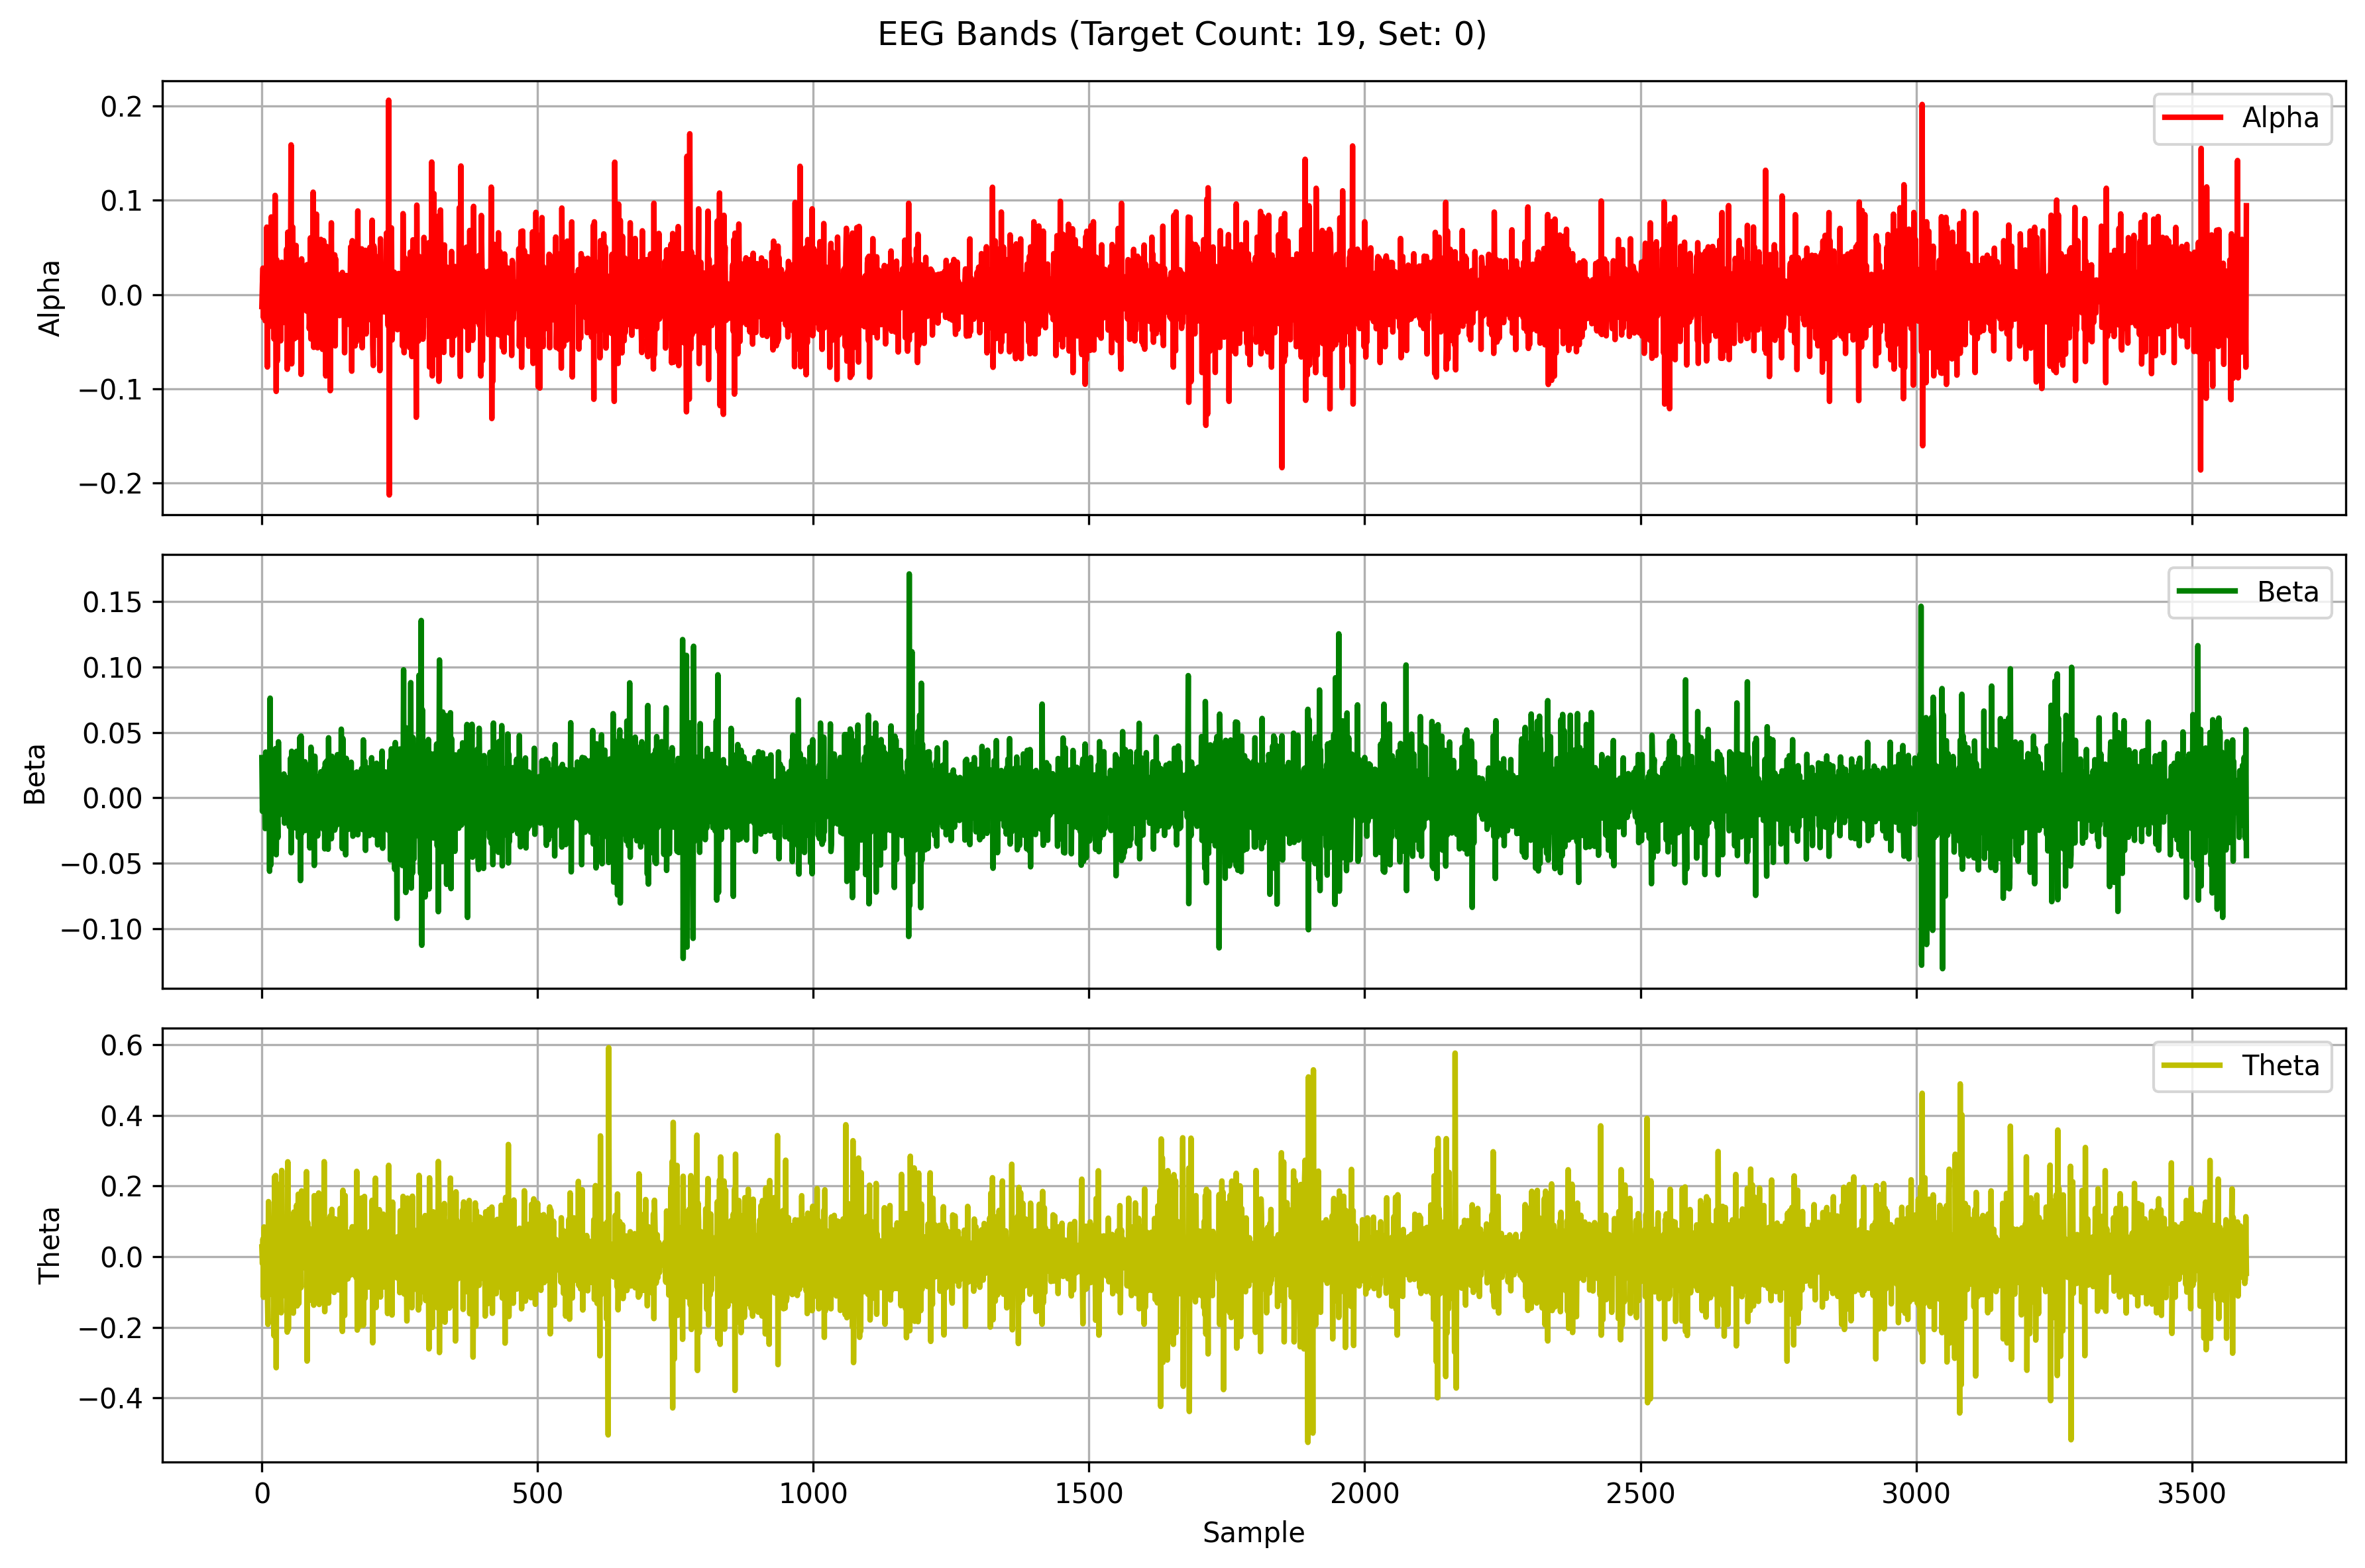 EEG Bands (Target Count: 19, Set: 0)
0.2
0.1
0.0
−0.1
−0.2
Alpha
Alpha
0.15
0.10
0.05
0.00
−0.05
−0.10
Beta
Beta
0.6
0.4
0.2
0.0
−0.2
−0.4
Theta
Theta
0 500 1000 1500 2000 2500 3000 3500
Sample